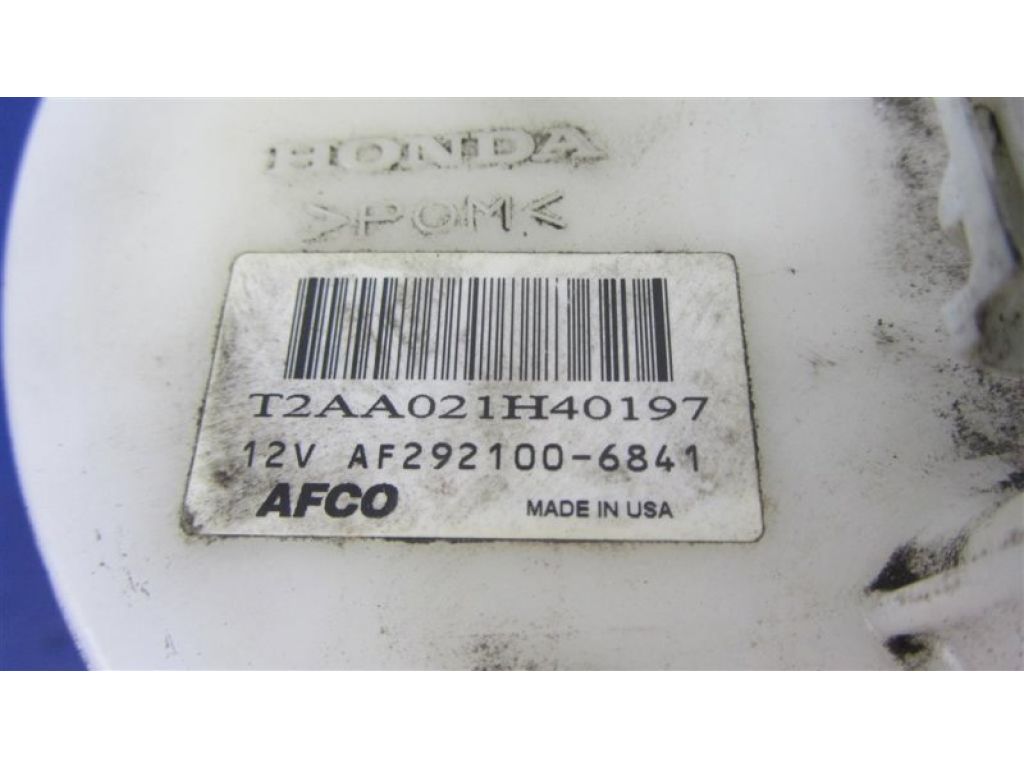 HONDA
>POM<
T2AA021H40197
12V AF292100-6841
AFCO MADE IN USA